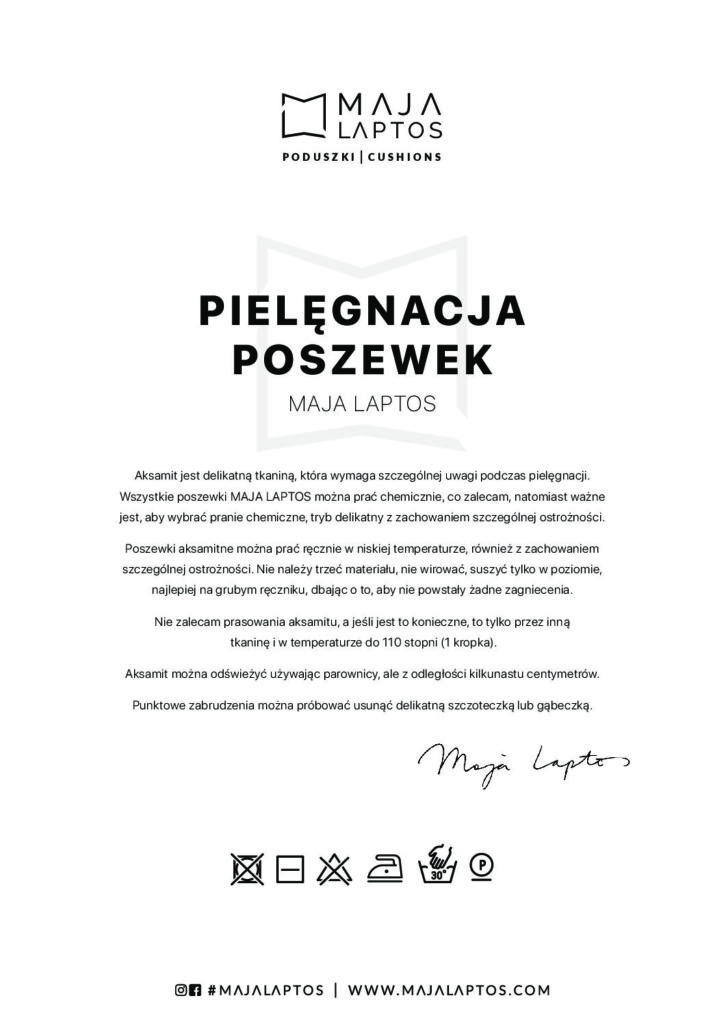 MAJA
LAPTOS
PODUSZKI | CUSHIONS
PIELĘGNACJA
POSZEWEK
MAJA LAPTOS
Aksamit jest delikatną tkaniną, która wymaga szczególnej uwagi podczas pielęgnacji.
Wszystkie poszewki MAJA LAPTOS można prać chemicznie, co zalecam, natomiast ważne
jest, aby wybrać pranie chemiczne, tryb delikatny z zachowaniem szczególnej ostrożności.
Poszewki aksamitne można prać ręcznie w niskiej temperaturze, również z zachowaniem
szczególnej ostrożności. Nie należy trzeć materiału, nie wirować, suszyć tylko w poziomie,
najlepiej na grubym ręczniku, dbając o to, aby nie powstały żadne zagniecenia.
Nie zalecam prasowania aksamitu, a jeśli jest to konieczne, to tylko przez inną
tkaninę i w temperaturze do 110 stopni (1 kropka).
Aksamit można odświeżyć używając parownicy, ale z odległości kilkunastu centymetrów.
Punktowe zabrudzenia można próbować usunąć delikatną szczoteczką lub gąbeczką.
Maja Laptos
30° P
#MAJALAPTOS | WWW.MAJALAPTOS.COM